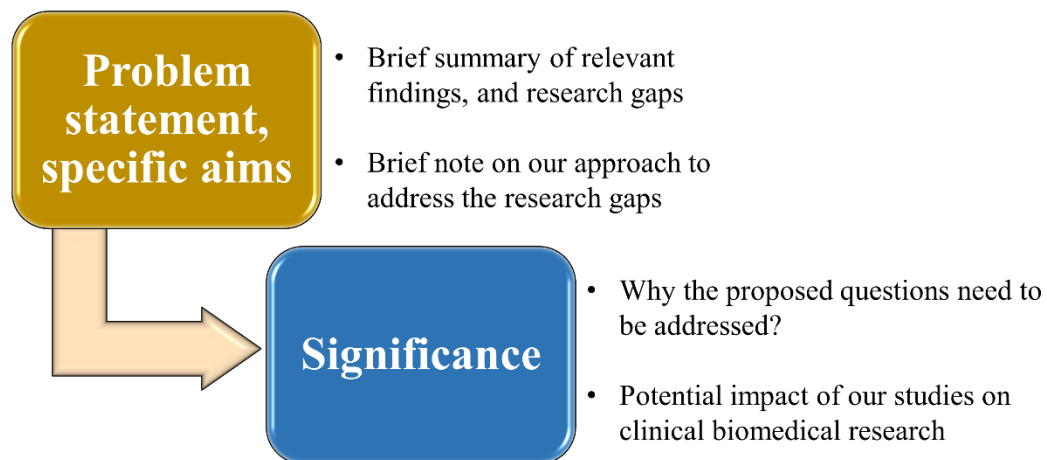 Problem
statement,
specific aims
• Brief summary of relevant
findings, and research gaps
• Brief note on our approach to
address the research gaps
Significance
• Why the proposed questions need to
be addressed?
• Potential impact of our studies on
clinical biomedical research